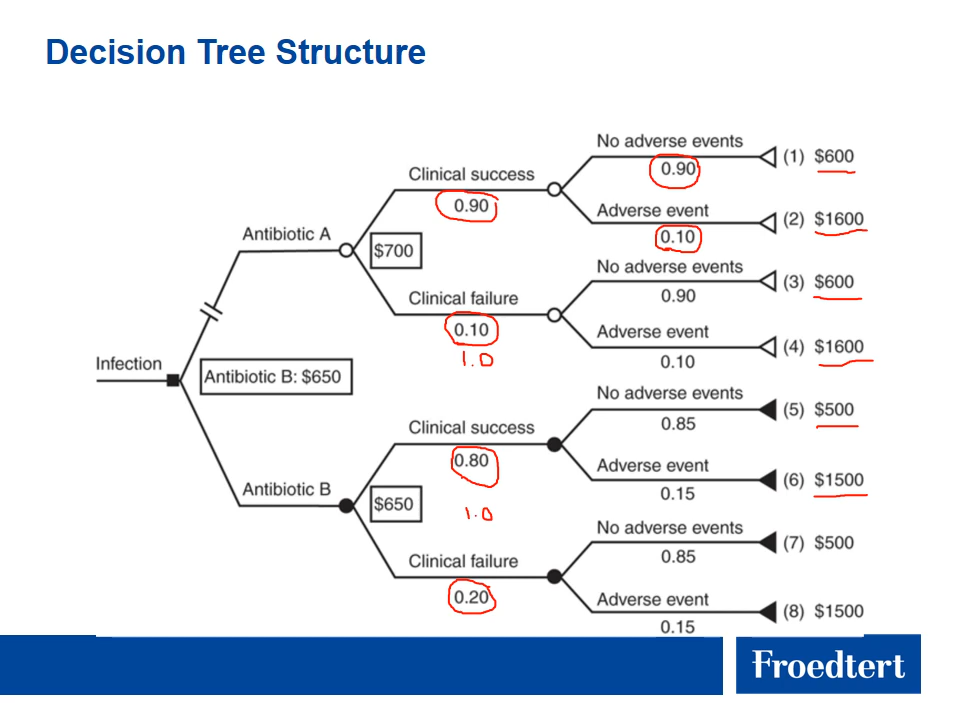 Decision Tree Structure
No adverse events
(1) $600
0.90
Clinical success
0.90
Adverse event
(2) $1600
0.10
Antibiotic A
$700
No adverse events
(3) $600
0.90
Clinical failure
0.10
1.0
Adverse event
(4) $1600
0.10
Infection
Antibiotic B: $650
No adverse events
(5) $500
0.85
Clinical success
0.80
Adverse event
(6) $1500
0.15
Antibiotic B
$650
1.0
No adverse events
(7) $500
0.85
Clinical failure
0.20
Adverse event
(8) $1500
0.15
Froedtert